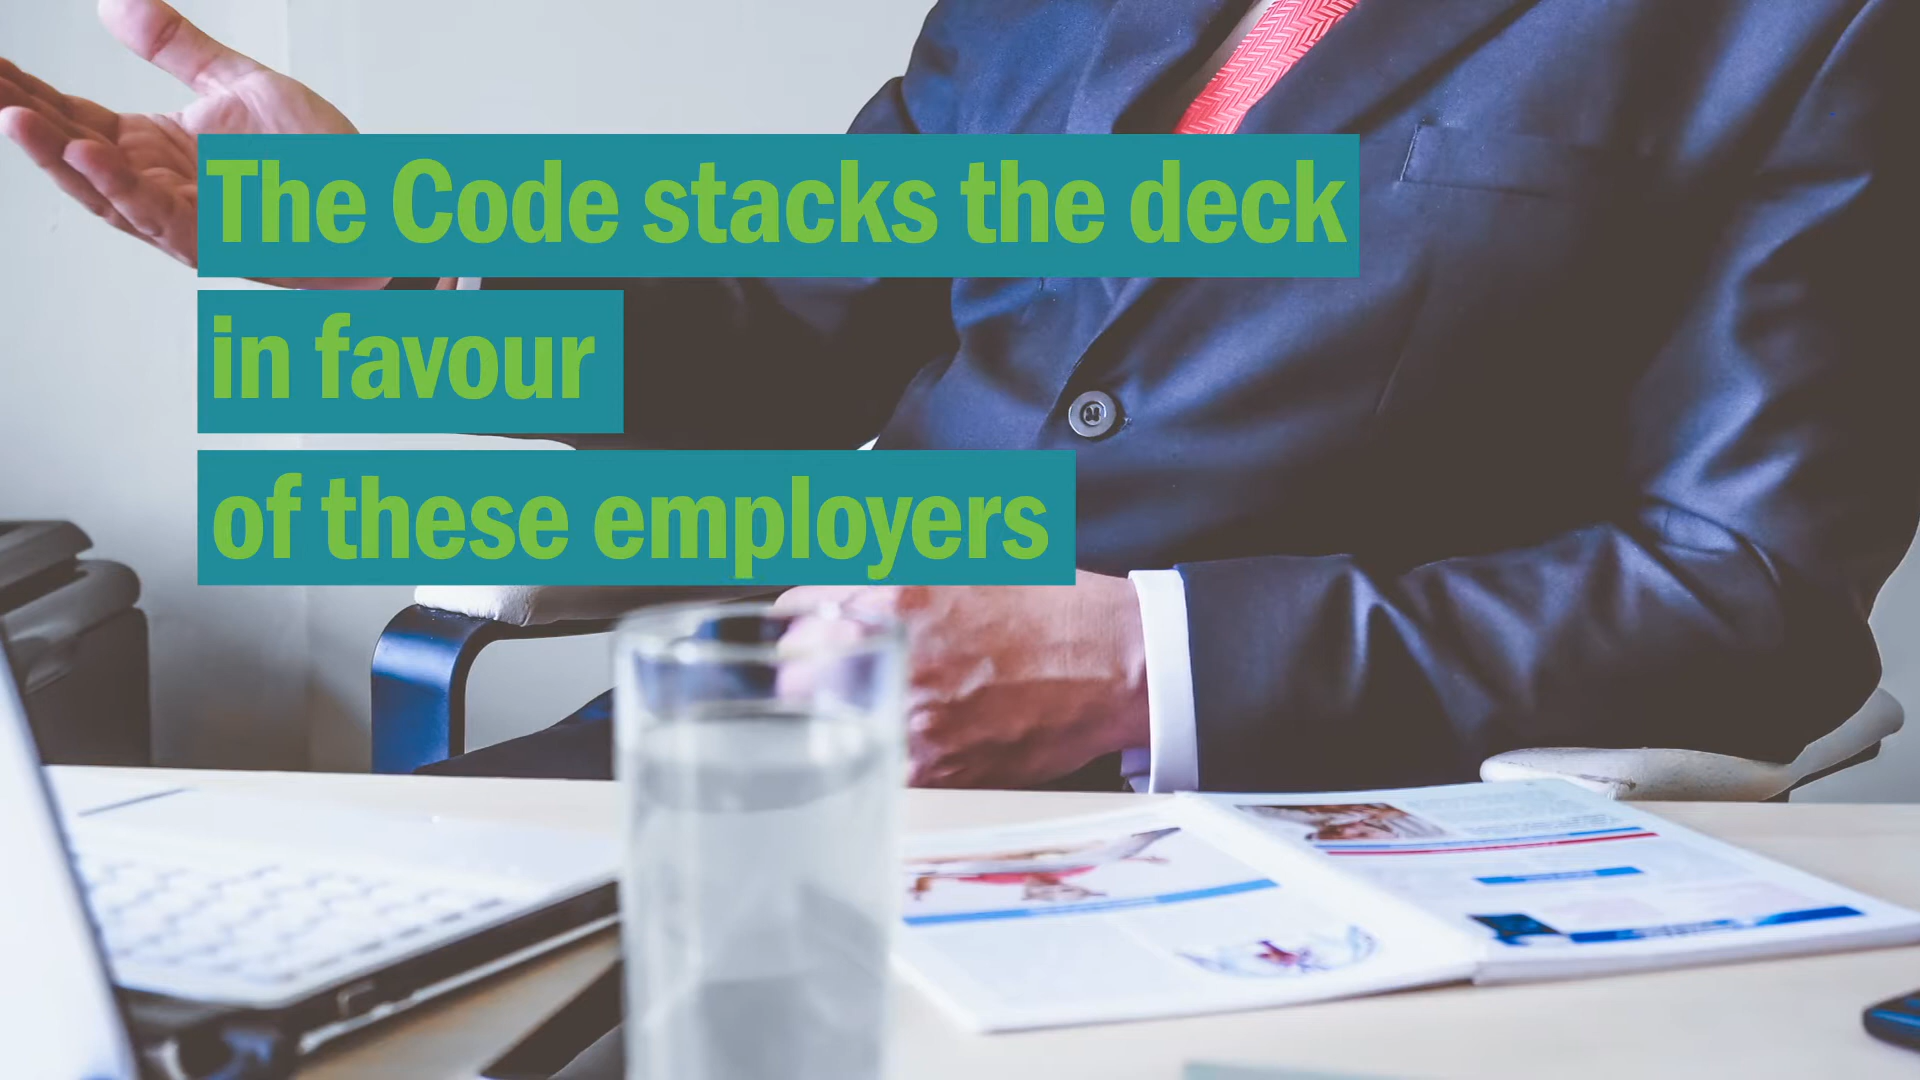 The Code stacks the deck
in favour
of these employers